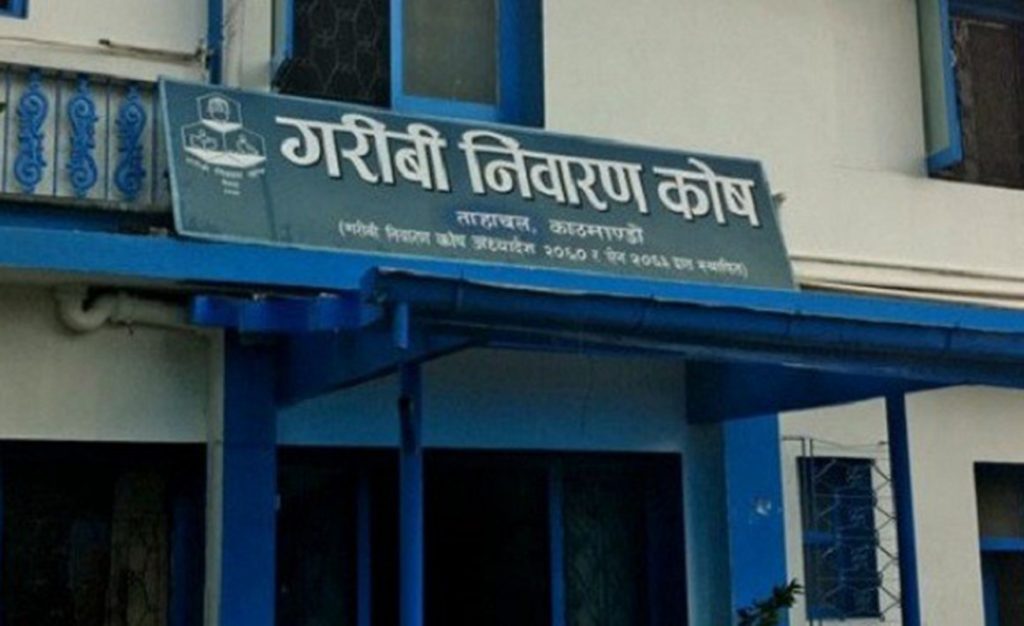 गरीबी निवारण कोष
ताहाचल, काठमाण्डौ
(गरीबी निवारण कोष अध्यादेश २०६० र ऐन २०६३ द्वारा स्थापित)